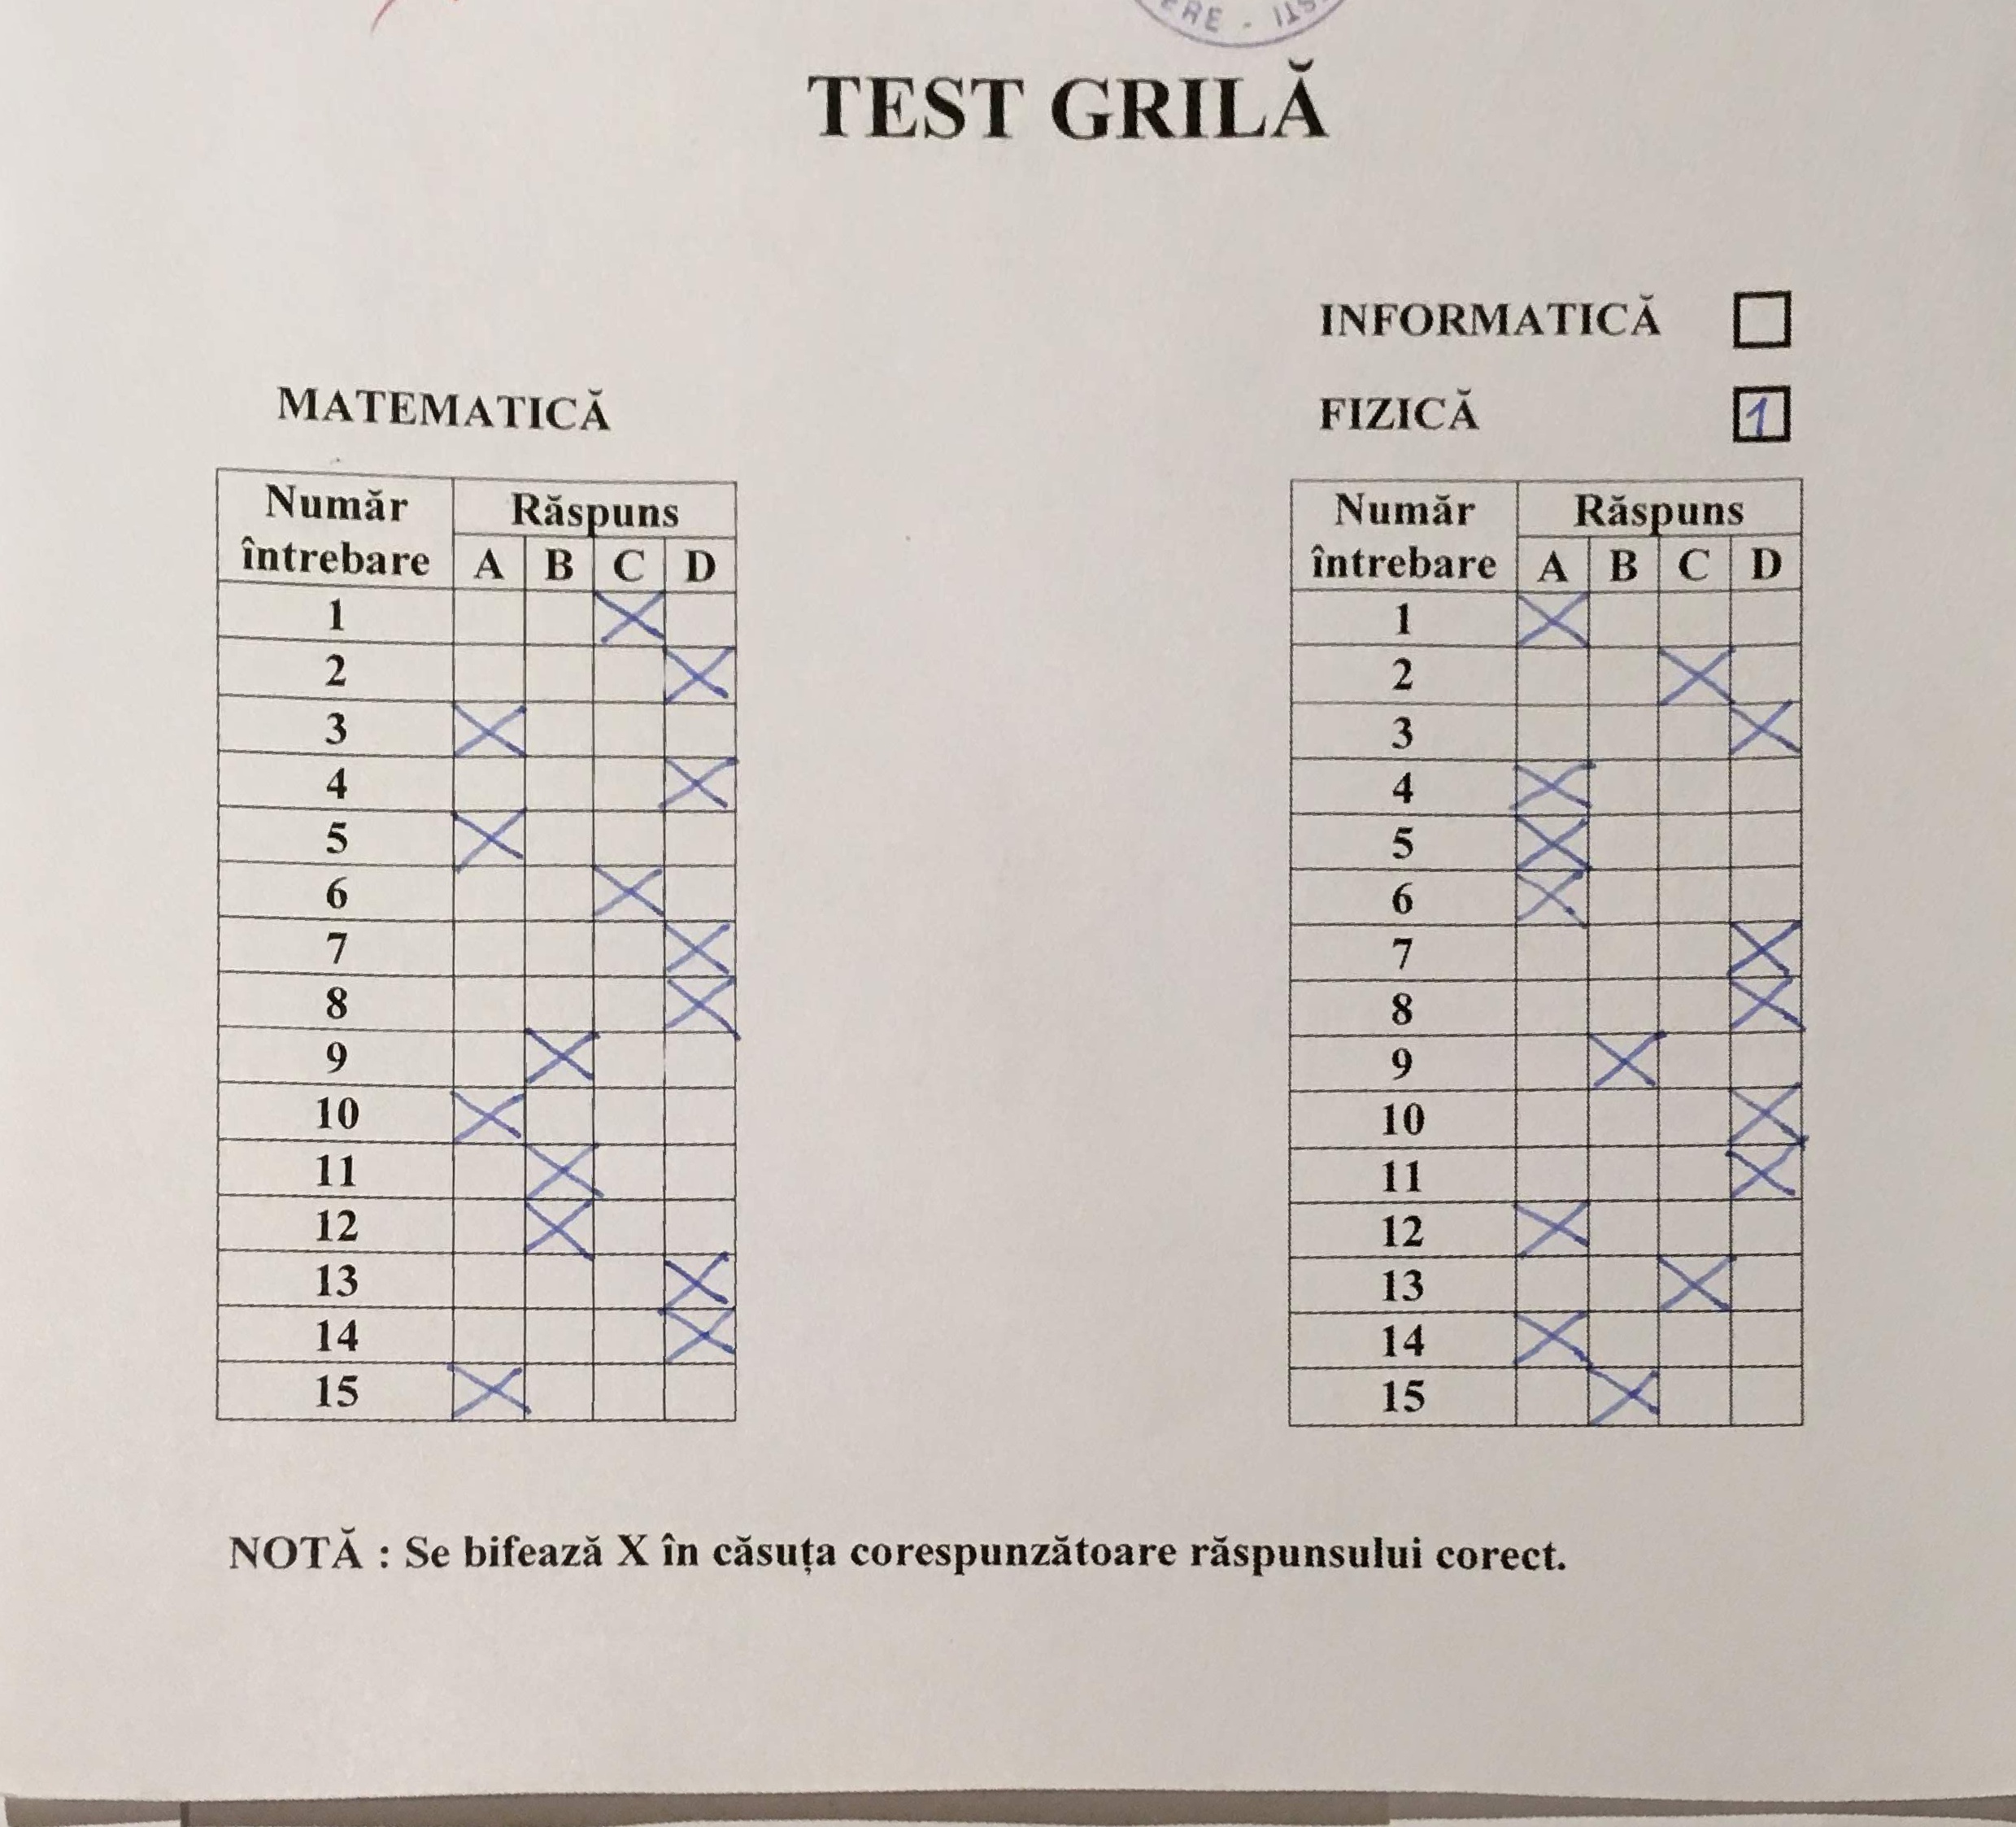 TEST GRILĂ
INFORMATICĂ
MATEMATICĂ
FIZICĂ 1
Număr întrebare Răspuns
A B C D
1 X
2 X
3 X
4 X
5 X
6 X
7 X
8 X
9 X
10 X
11 X
12 X
13 X
14 X
15 X
Număr întrebare Răspuns
A B C D
1 X
2 X
3 X
4 X
5 X
6 X
7 X
8 X
9 X
10 X
11 X
12 X
13 X
14 X
15 X
NOTĂ : Se bifează X în căsuța corespunzătoare răspunsului corect.